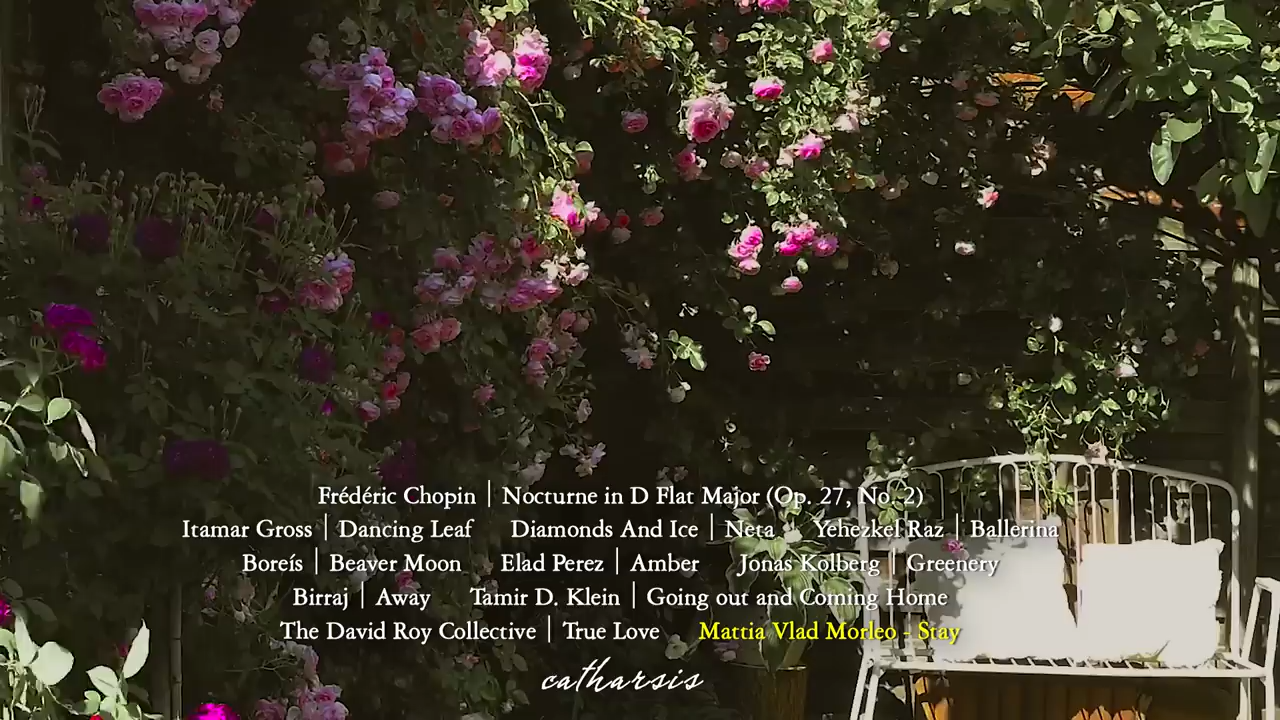 Frédéric Chopin | Nocturne in D Flat Major (Op. 27, No. 2)
Itamar Gross | Dancing Leaf Diamonds And Ice | Neta Yehezkel Raz | Ballerina
Boreís | Beaver Moon Elad Perez | Amber Jonas Kolberg | Greenery
Birraj | Away Tamir D. Klein | Going out and Coming Home
The David Roy Collective | True Love Mattia Vlad Morleo - Stay
catharsis